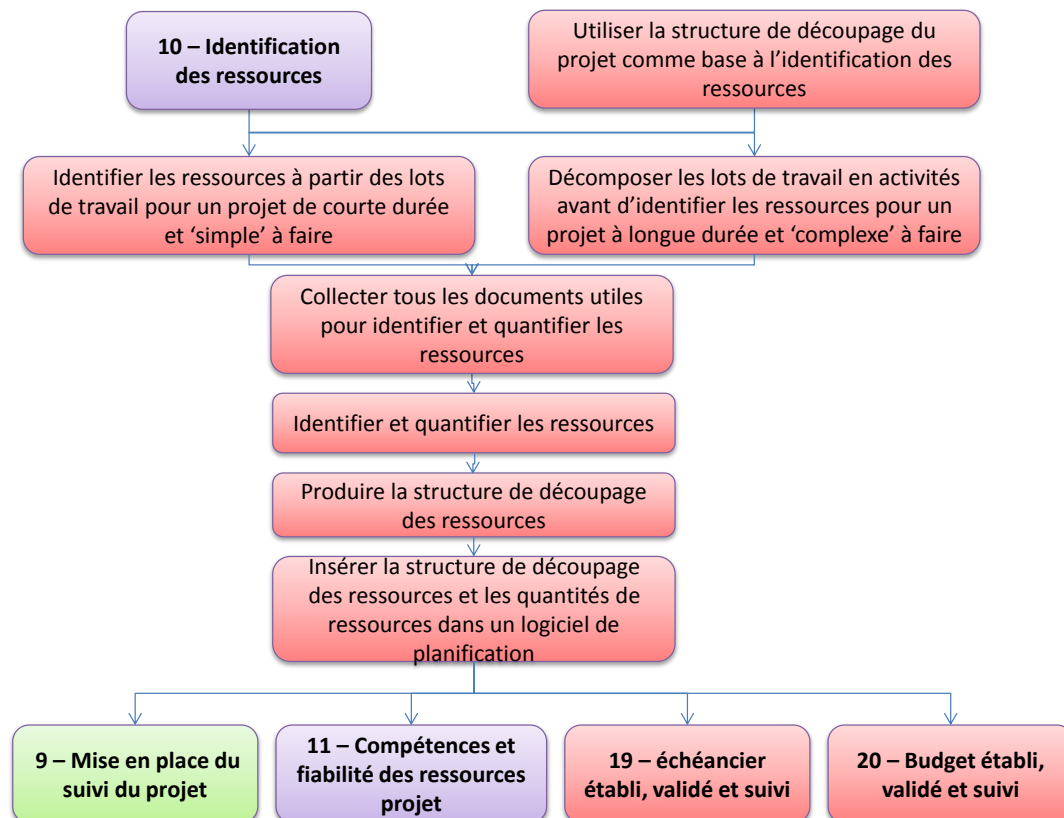 10 – Identification
des ressources
Utiliser la structure de découpage du
projet comme base à l’identification des
ressources
Identifier les ressources à partir des lots
de travail pour un projet de courte durée
et ‘simple’ à faire
Décomposer les lots de travail en activités
avant d’identifier les ressources pour un
projet à longue durée et ‘complexe’ à faire
Collecter tous les documents utiles
pour identifier et quantifier les
ressources
Identifier et quantifier les ressources
Produire la structure de découpage
des ressources
Insérer la structure de découpage
des ressources et les quantités de
ressources dans un logiciel de
planification
9 – Mise en place du
suivi du projet
11 – Compétences et
fiabilité des ressources
projet
19 – échéancier
établi, validé et suivi
20 – Budget établi,
validé et suivi